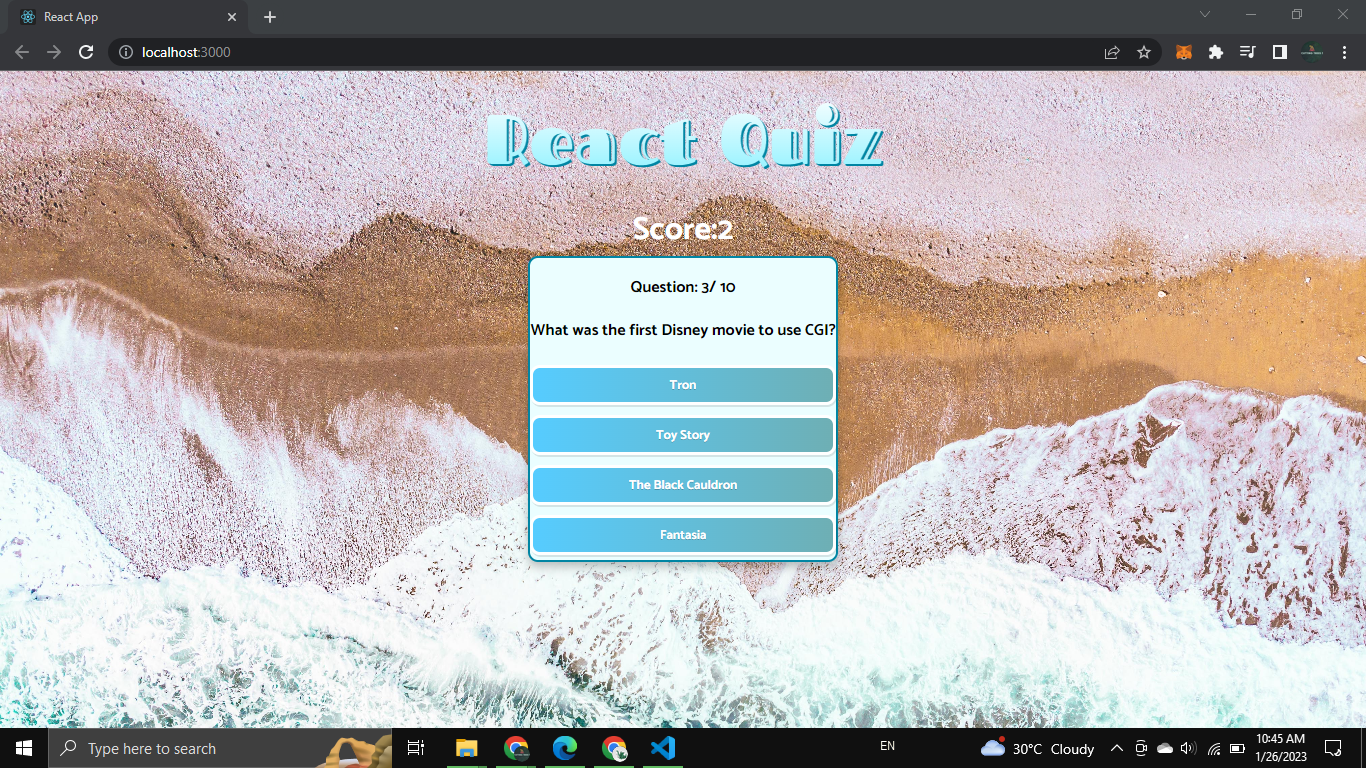 React App
localhost:3000
React Quiz
Score:2
Question: 3/ 10
What was the first Disney movie to use CGI?
Tron
Toy Story
The Black Cauldron
Fantasia
Type here to search
EN
30°C Cloudy
10:45 AM
1/26/2023